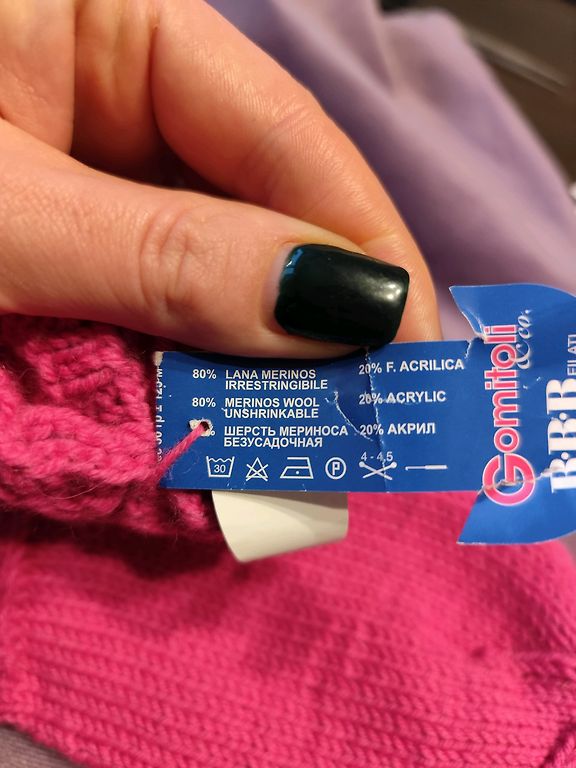 80% LANA MERINOS 20% F. ACRILICA
IRRESTRINGIBILE
80% MERINOS WOOL 20% ACRYLIC
UNSHRINKABLE
% ШЕРСТЬ МЕРИНОСА 20% АКРИЛ
БЕЗУСАДОЧНАЯ
30 P 4 - 4,5
Gomitoli
& co.
B·B·B
FILATI